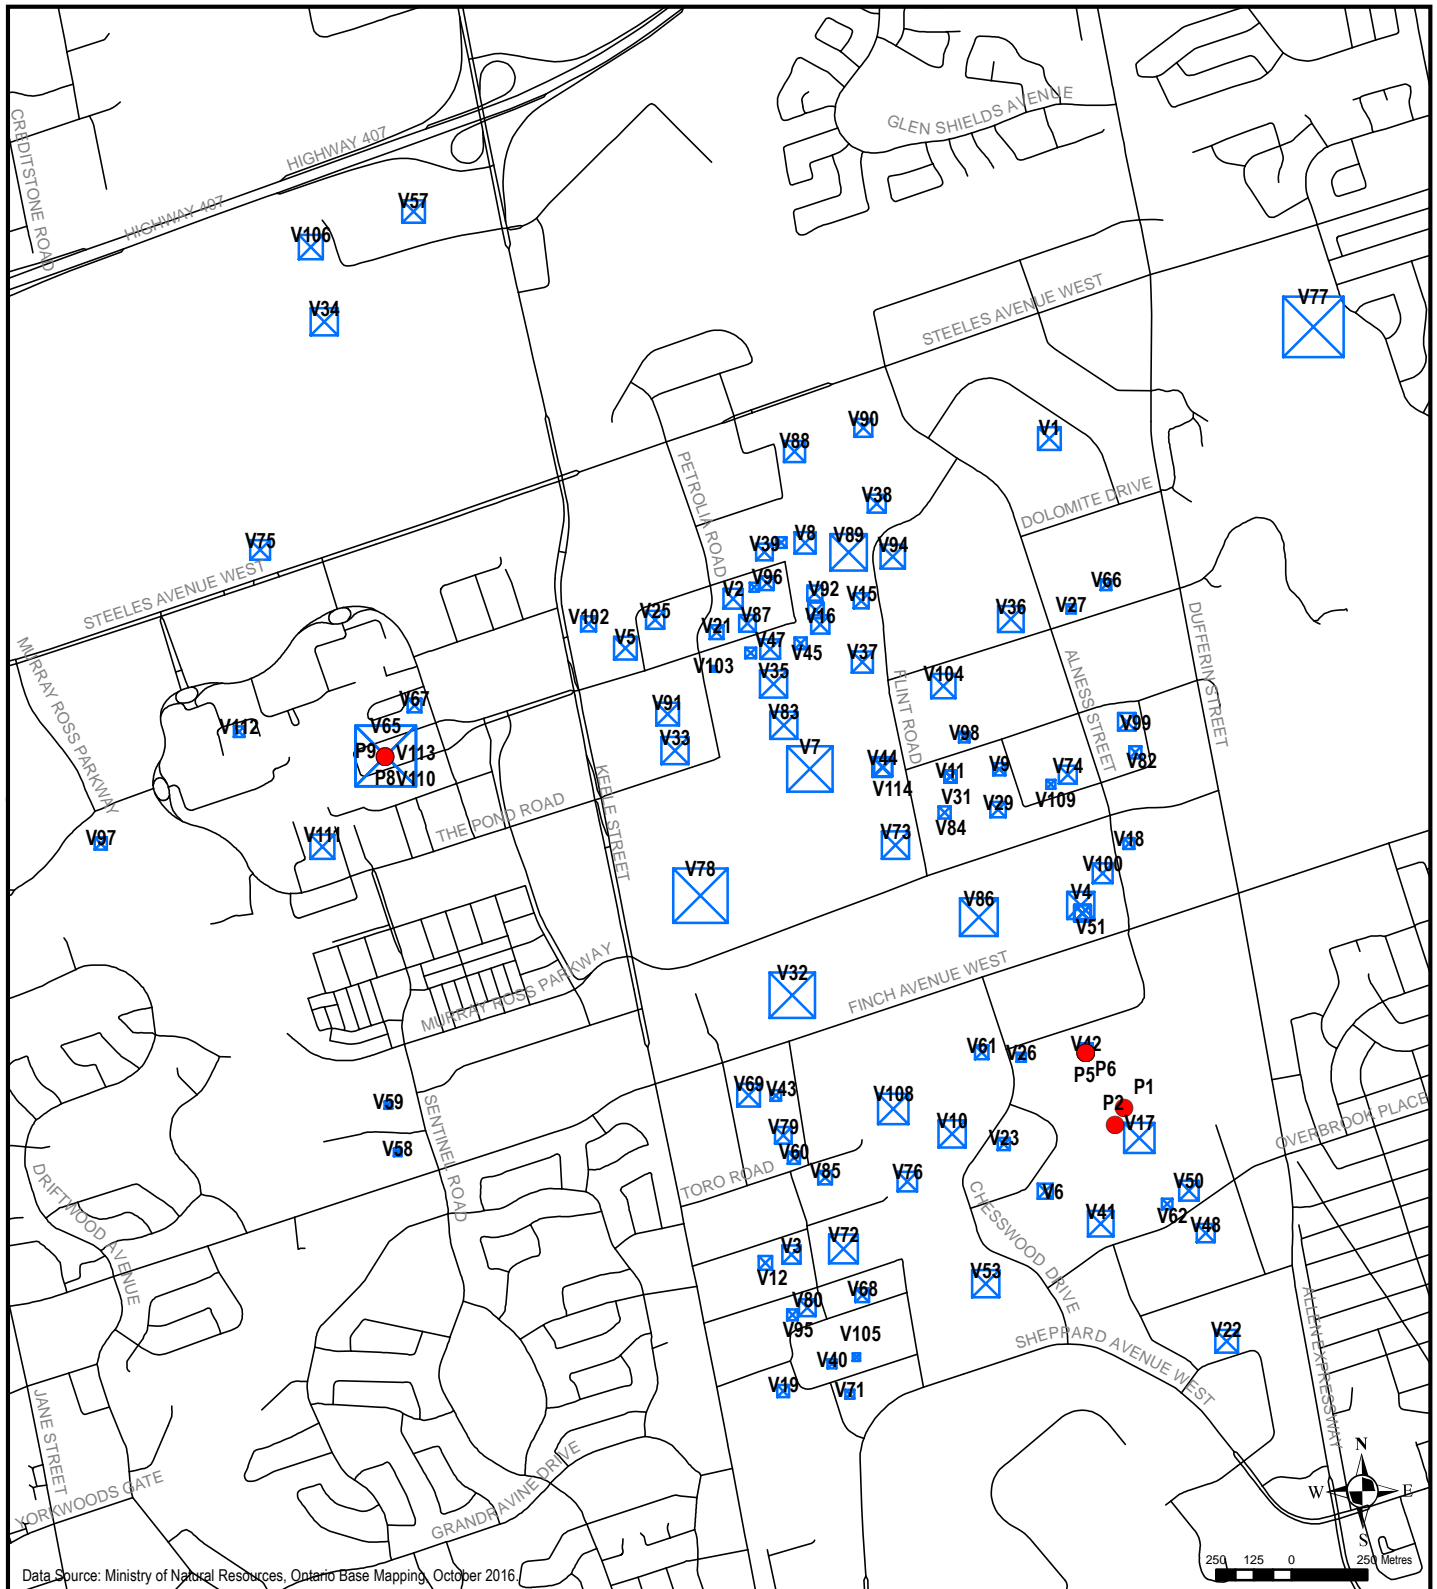 GLEN SHIELDS AVENUE
CREDITSTONE ROAD
HIGHWAY 407
HIGHWAY 407
V57
V106
V34
V77
STEELES AVENUE WEST
V90
V1
V88
PETROLIA ROAD
V38
DOLOMITE DRIVE
V75
V39
V8
V89
V94
STEELES AVENUE WEST
V96
V2
V92
V15
V66
V27
V36
V102
V25
V5
V21
V87
V16
V47
V45
V37
V103
V35
V104
MURRAY ROSS PARKWAY
FLINT ROAD
ALNESS STREET
DUFFERIN STREET
V67
V91
V83
V99
V112
V65
V33
V98
V82
P9
V113
V7
V44
V11
V9
V74
P8
V110
V114
V31
V29
V109
KEELE STREET
THE POND ROAD
V84
V97
V111
V73
V18
V78
V100
V86
V4
V51
MURRAY ROSS PARKWAY
V32
FINCH AVENUE WEST
V61
V26
V42
P5
P6
V59
V69
V43
V108
P1
P2
V17
V79
V10
V23
OVERBROOK PLACE
V58
SENTINEL ROAD
V60
TORO ROAD
V85
V76
V6
V50
V62
V41
V48
DRIFTWOOD AVENUE
CHESSWOOD DRIVE
V3
V72
V12
V53
V68
V80
V95
V105
V40
V22
SHEPPARD AVENUE WEST
ALLEN EXPRESSWAY
V19
V71
JANE STREET
YORKWOODS GATE
GRANDRAVINE DRIVE
N
W
E
S
250 125 0 250 Metres
Data Source: Ministry of Natural Resources, Ontario Base Mapping, October 2016.